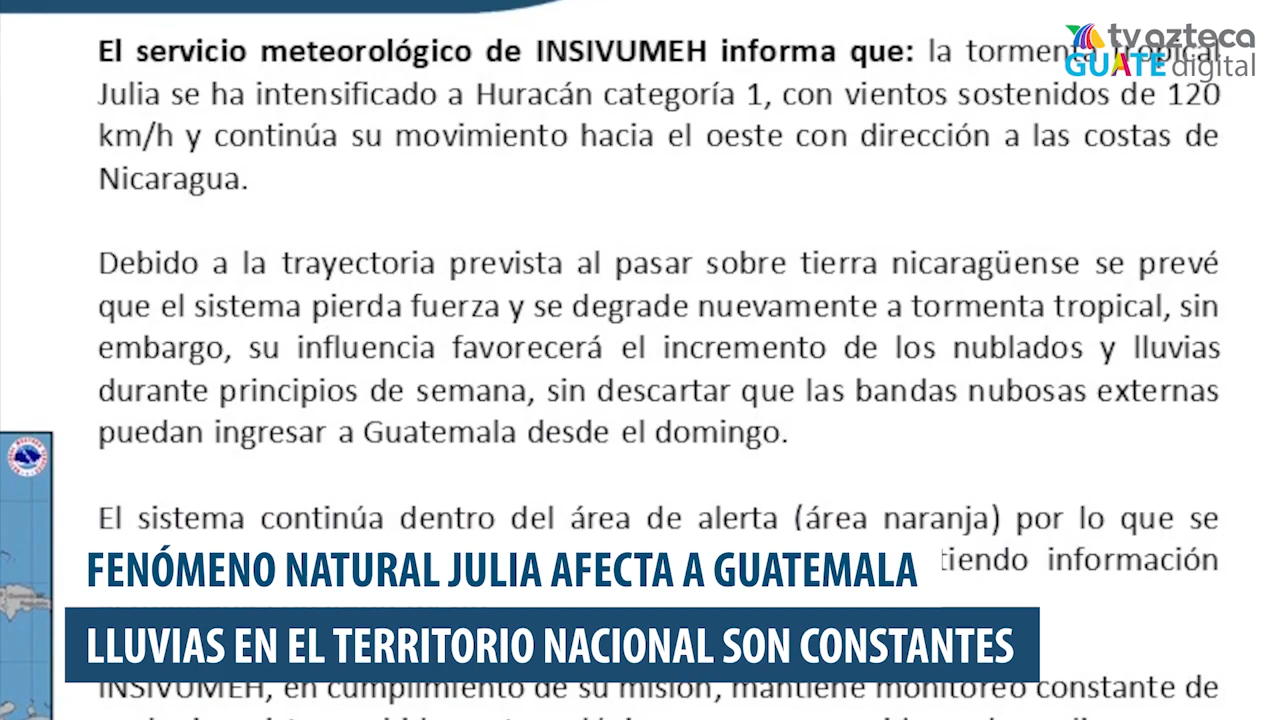 El servicio meteorológico de INSIVUMEH informa que: la tormenta tropical
Julia se ha intensificado a Huracán categoría 1, con vientos sostenidos de 120
km/h y continúa su movimiento hacia el oeste con dirección a las costas de
Nicaragua.
tv azteca
GUATE digital
Debido a la trayectoria prevista al pasar sobre tierra nicaragüense se prevé
que el sistema pierda fuerza y se degrade nuevamente a tormenta tropical, sin
embargo, su influencia favorecerá el incremento de los nublados y lluvias
durante principios de semana, sin descartar que las bandas nubosas externas
puedan ingresar a Guatemala desde el domingo.
El sistema continúa dentro del área de alerta (área naranja) por lo que se
tiendo información
FENÓMENO NATURAL JULIA AFECTA A GUATEMALA
LLUVIAS EN EL TERRITORIO NACIONAL SON CONSTANTES
INSIVUMEH, en cumplimiento de su misión, mantiene monitoreo constante de